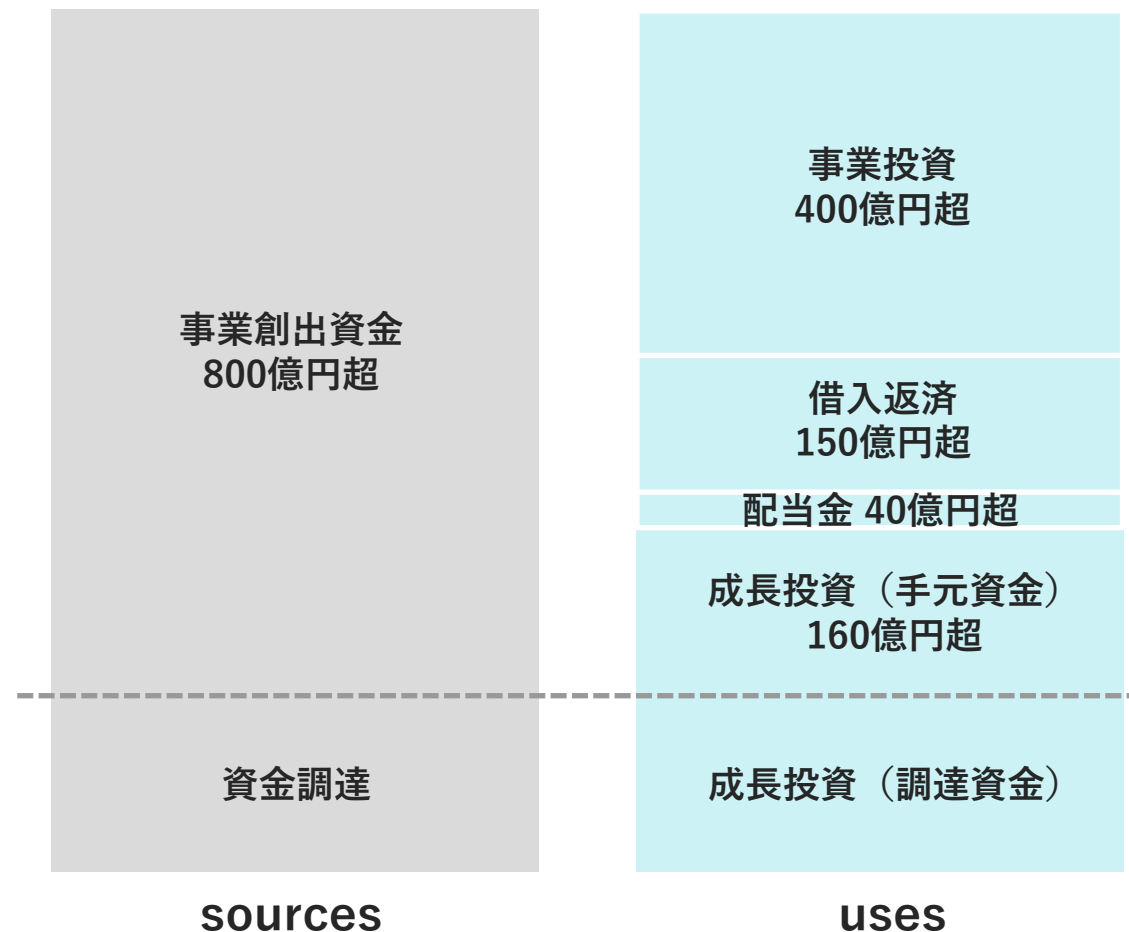 事業創出資金
800億円超
資金調達
sources
事業投資
400億円超
借入返済
150億円超
配当金 40億円超
成長投資（手元資金）
160億円超
成長投資（調達資金）
uses